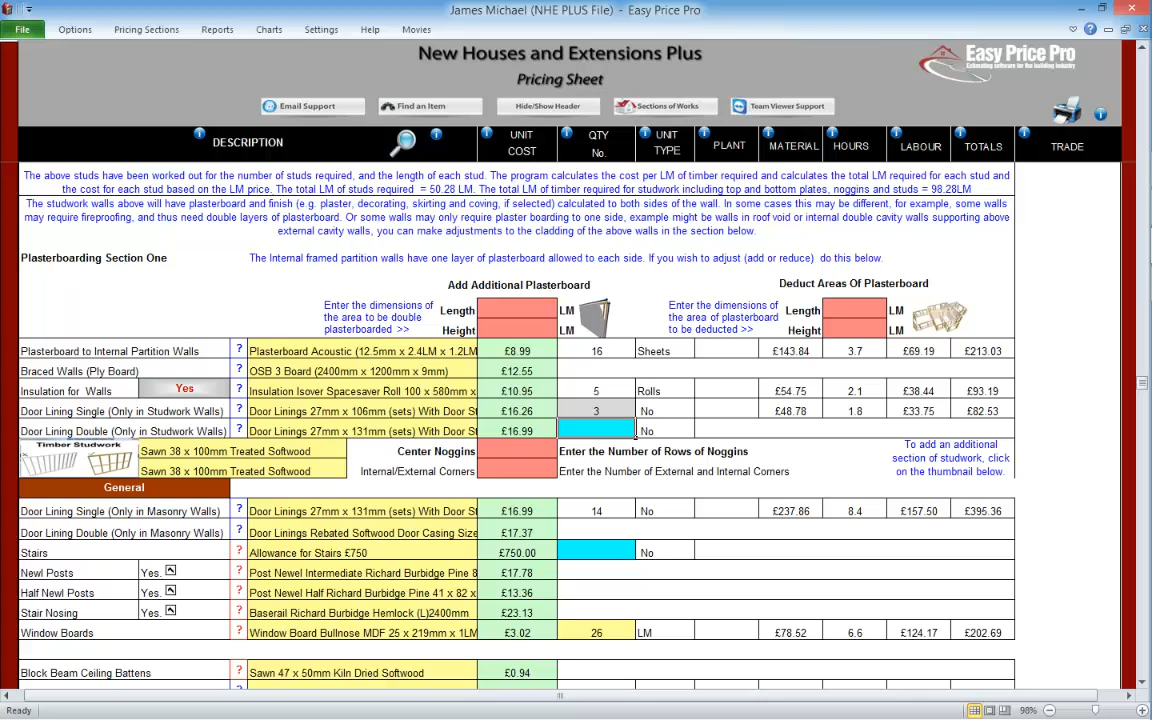 James Michael (NHE PLUS File) - Easy Price Pro
File Options Pricing Sections Reports Charts Settings Help Movies
New Houses and Extensions Plus
Pricing Sheet
Easy Price Pro
Estimating software for the building industry
Email Support Find an Item Hide/Show Header Sections of Works Team Viewer Support
DESCRIPTION UNIT COST QTY No. UNIT TYPE PLANT MATERIAL HOURS LABOUR TOTALS TRADE
The above studs have been worked out for the number of studs required, and the length of each stud. The program calculates the cost per LM of timber required and calculates the total LM required for each stud and
the cost for each stud based on the LM price. The total LM of studs required = 50.28 LM. The total LM of timber required for studwork including top and bottom plates, noggins and studs = 98.28LM
The studwork walls above will have plasterboard and finish (e.g. plaster, decorating, skirting and coving, if selected) calculated to both sides of the wall. In some cases this may be different, for example, some walls
may require fireproofing, and thus need double layers of plasterboard. Or some walls may only require plaster boarding to one side, example might be walls in roof void or internal double cavity walls supporting above
external cavity walls, you can make adjustments to the cladding of the above walls in the section below.
Plasterboarding Section One The Internal framed partition walls have one layer of plasterboard allowed to each side. If you wish to adjust (add or reduce) do this below.
Add Additional Plasterboard Deduct Areas Of Plasterboard
Enter the dimensions of the area to be double plasterboarded >> Length LM Height LM
Enter the dimensions of the area of plasterboard to be deducted >> Length LM Height LM
Plasterboard to Internal Partition Walls ? Plasterboard Acoustic (12.5mm x 2.4LM x 1.2LM £8.99 16 Sheets £143.84 3.7 £69.19 £213.03
Braced Walls (Ply Board) ? OSB 3 Board (2400mm x 1200mm x 9mm) £12.55
Insulation for Walls Yes ? Insulation Isover Spacesaver Roll 100 x 580mm x £10.95 5 Rolls £54.75 2.1 £38.44 £93.19
Door Lining Single (Only in Studwork Walls) ? Door Linings 27mm x 106mm (sets) With Door St £16.26 3 No £48.78 1.8 £33.75 £82.53
Door Lining Double (Only in Studwork Walls) ? Door Linings 27mm x 131mm (sets) With Door St £16.99 No
Timber Studwork
Sawn 38 x 100mm Treated Softwood Center Noggins Enter the Number of Rows of Noggins
Sawn 38 x 100mm Treated Softwood Internal/External Corners Enter the Number of External and Internal Corners
To add an additional
section of studwork, click
on the thumbnail below.
General
Door Lining Single (Only in Masonry Walls) ? Door Linings 27mm x 131mm (sets) With Door St £16.99 14 No £237.86 8.4 £157.50 £395.36
Door Lining Double (Only in Masonry Walls) ? Door Linings Rebated Softwood Door Casing Size £17.37
Stairs ? Allowance for Stairs £750 £750.00 No
Newl Posts Yes. ? Post Newel Intermediate Richard Burbidge Pine 8 £17.78
Half Newl Posts Yes. ? Post Newel Half Richard Burbidge Pine 41 x 82 x £13.36
Stair Nosing Yes. ? Baserail Richard Burbidge Hemlock (L)2400mm £23.13
Window Boards ? Window Board Bullnose MDF 25 x 219mm x 1LM £3.02 26 LM £78.52 6.6 £124.17 £202.69
Block Beam Ceiling Battens ? Sawn 47 x 50mm Kiln Dried Softwood £0.94
Ready 98%